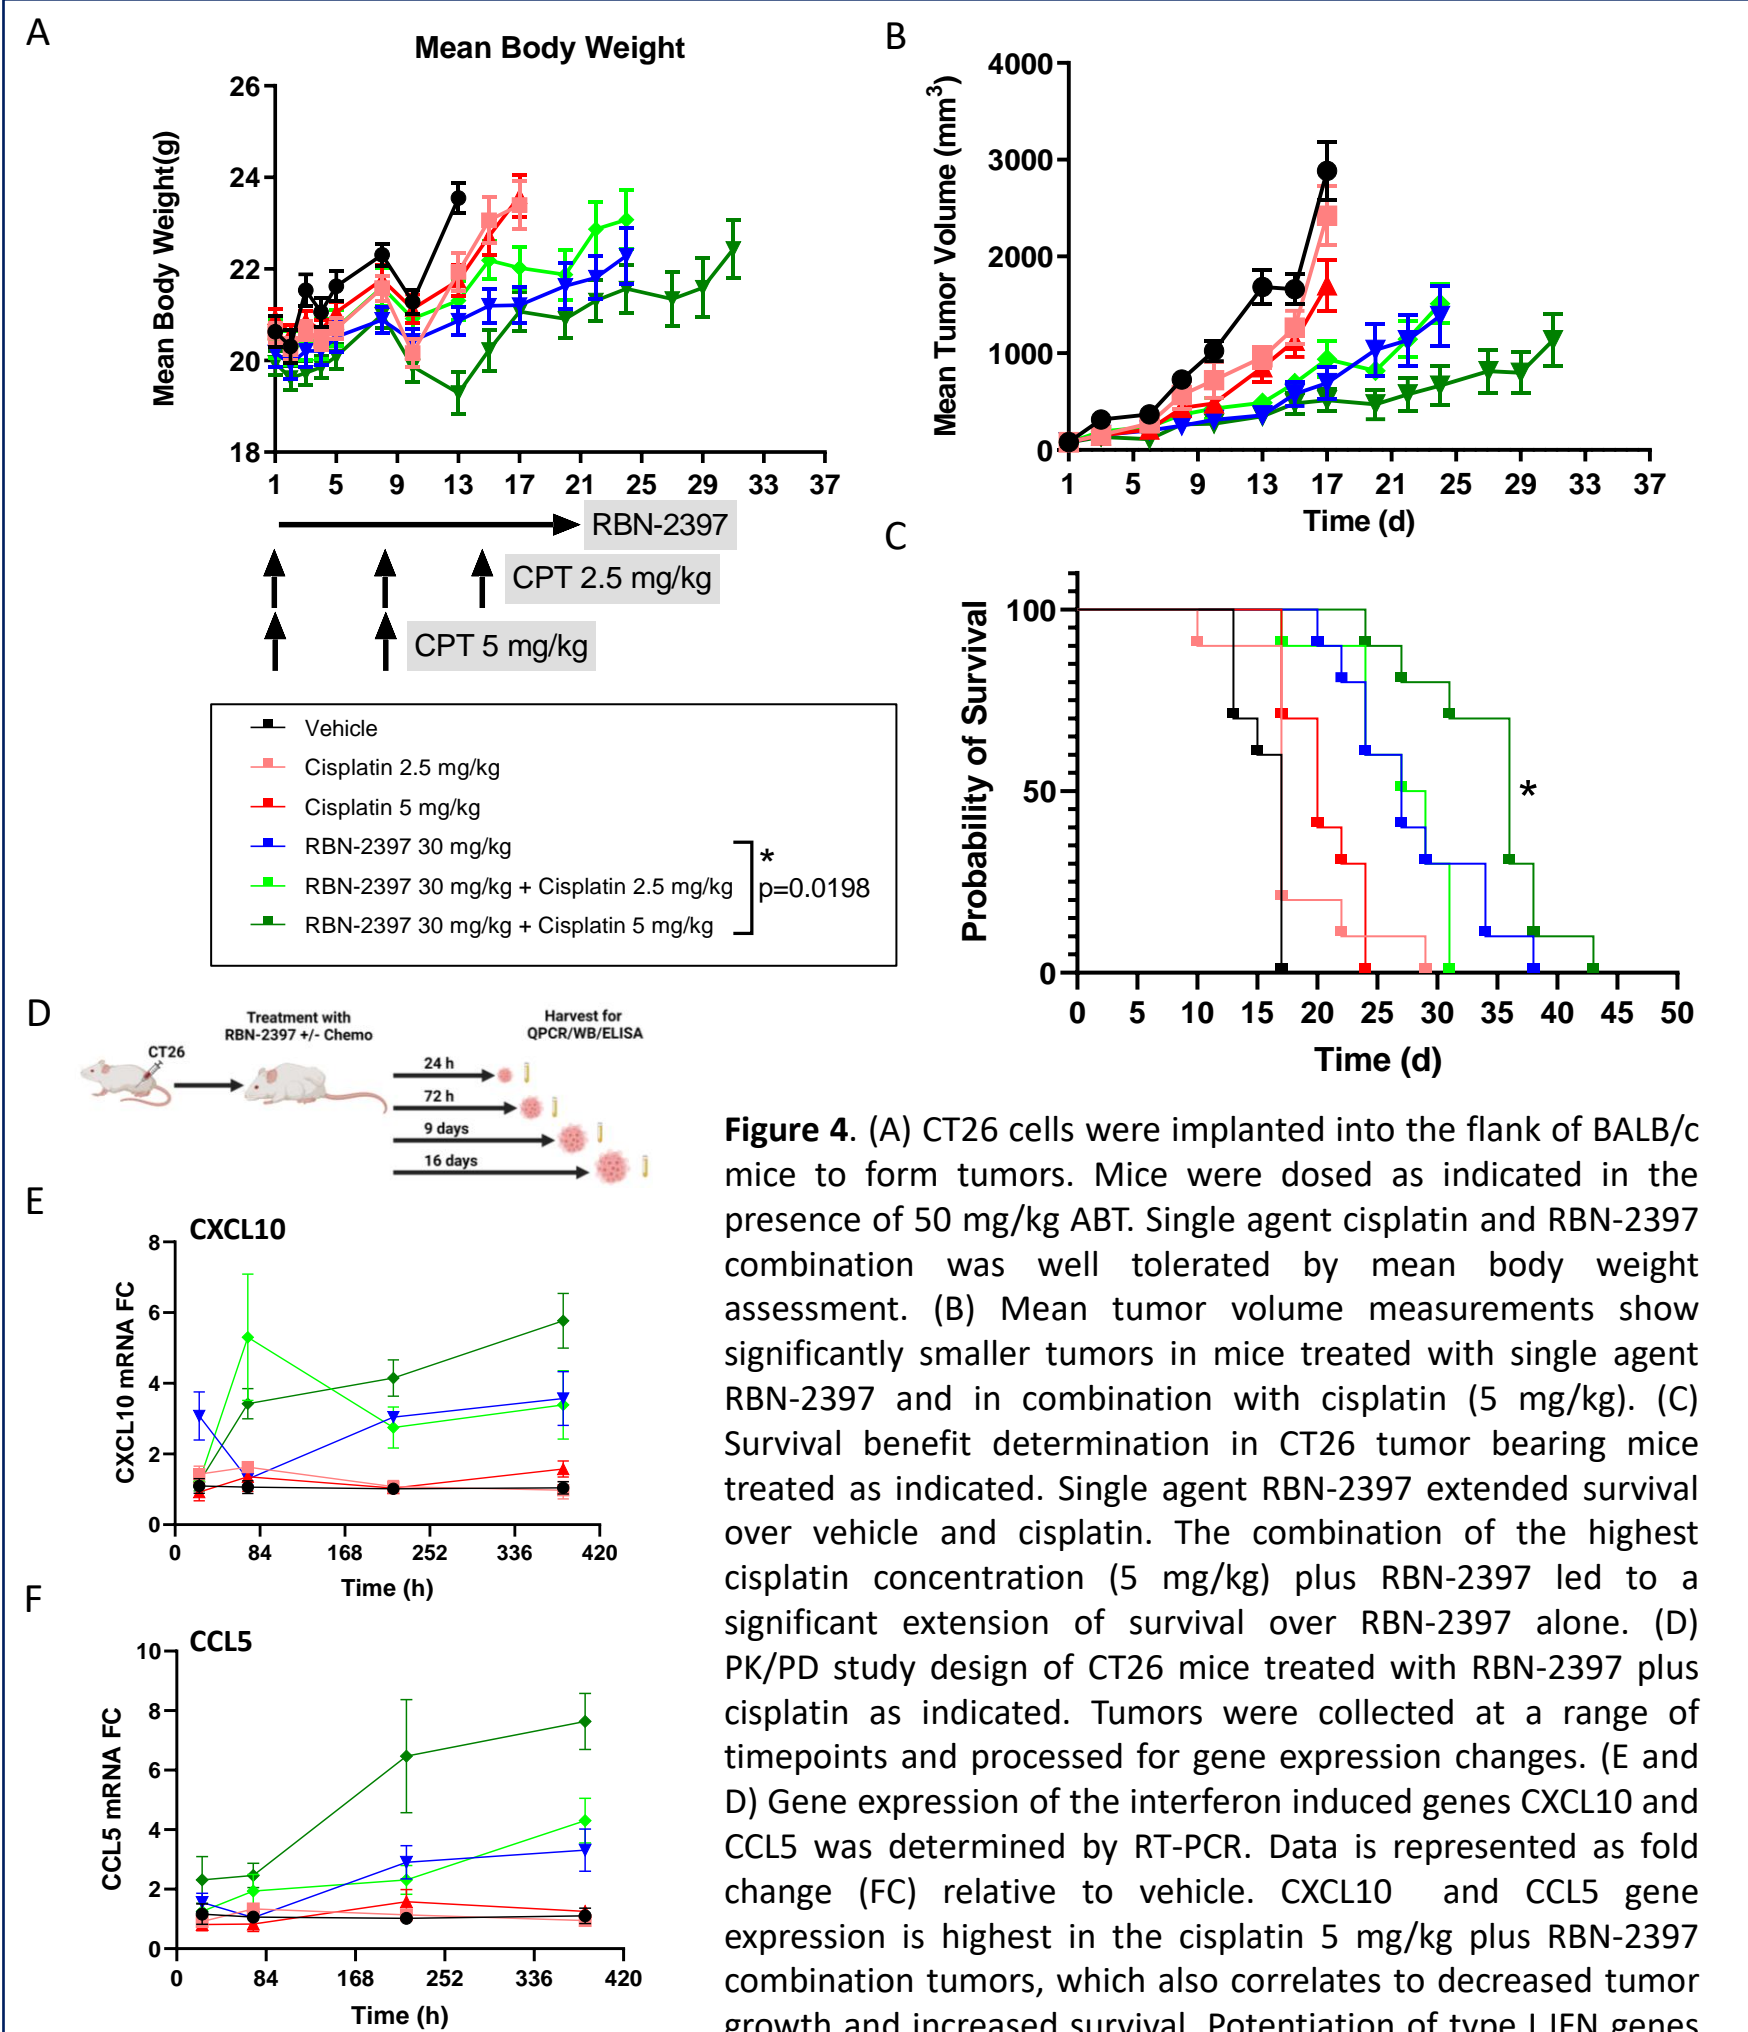 A
Mean Body Weight
Mean Body Weight(g)
26
24
22
20
18
1 5 9 13 17 21 25 29 33 37
RBN-2397
CPT 2.5 mg/kg
CPT 5 mg/kg
Vehicle
Cisplatin 2.5 mg/kg
Cisplatin 5 mg/kg
RBN-2397 30 mg/kg
RBN-2397 30 mg/kg + Cisplatin 2.5 mg/kg
RBN-2397 30 mg/kg + Cisplatin 5 mg/kg
*
p=0.0198
B
Mean Tumor Volume (mm³)
4000
3000
2000
1000
0
1 5 9 13 17 21 25 29 33 37
Time (d)
C
Probability of Survival
100
50
0
*
0 5 10 15 20 25 30 35 40 45 50
Time (d)
D
CT26
Treatment with
RBN-2397 +/- Chemo
Harvest for
QPCR/WB/ELISA
24 h
72 h
9 days
16 days
E
CXCL10
CXCL10 mRNA FC
8
6
4
2
0
0 84 168 252 336 420
Time (h)
F
CCL5
CCL5 mRNA FC
10
8
6
4
2
0
0 84 168 252 336 420
Time (h)
Figure 4. (A) CT26 cells were implanted into the flank of BALB/c
mice to form tumors. Mice were dosed as indicated in the
presence of 50 mg/kg ABT. Single agent cisplatin and RBN-2397
combination was well tolerated by mean body weight
assessment. (B) Mean tumor volume measurements show
significantly smaller tumors in mice treated with single agent
RBN-2397 and in combination with cisplatin (5 mg/kg). (C)
Survival benefit determination in CT26 tumor bearing mice
treated as indicated. Single agent RBN-2397 extended survival
over vehicle and cisplatin. The combination of the highest
cisplatin concentration (5 mg/kg) plus RBN-2397 led to a
significant extension of survival over RBN-2397 alone. (D)
PK/PD study design of CT26 mice treated with RBN-2397 plus
cisplatin as indicated. Tumors were collected at a range of
timepoints and processed for gene expression changes. (E and
D) Gene expression of the interferon induced genes CXCL10 and
CCL5 was determined by RT-PCR. Data is represented as fold
change (FC) relative to vehicle. CXCL10 and CCL5 gene
expression is highest in the cisplatin 5 mg/kg plus RBN-2397
combination tumors, which also correlates to decreased tumor
growth and increased survival. Potentiation of type I IFN genes